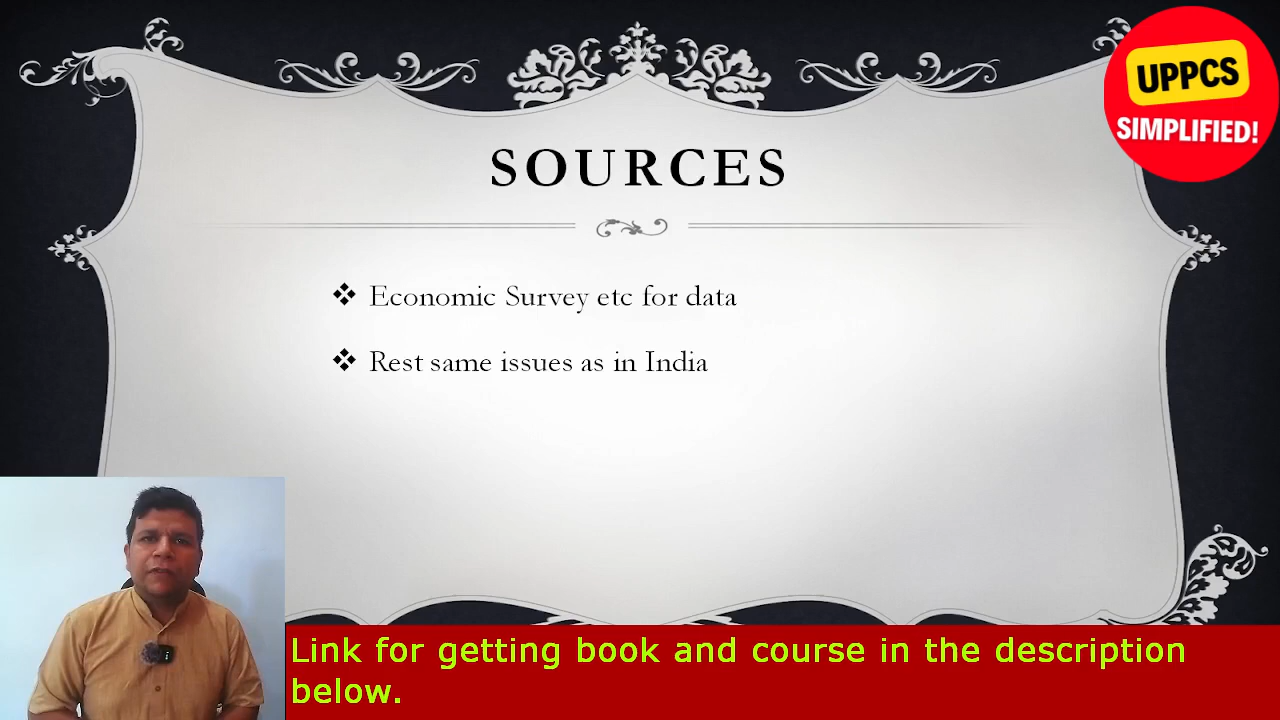 UPPCS
SIMPLIFIED!
SOURCES
Economic Survey etc for data
Rest same issues as in India
Link for getting book and course in the description
below.